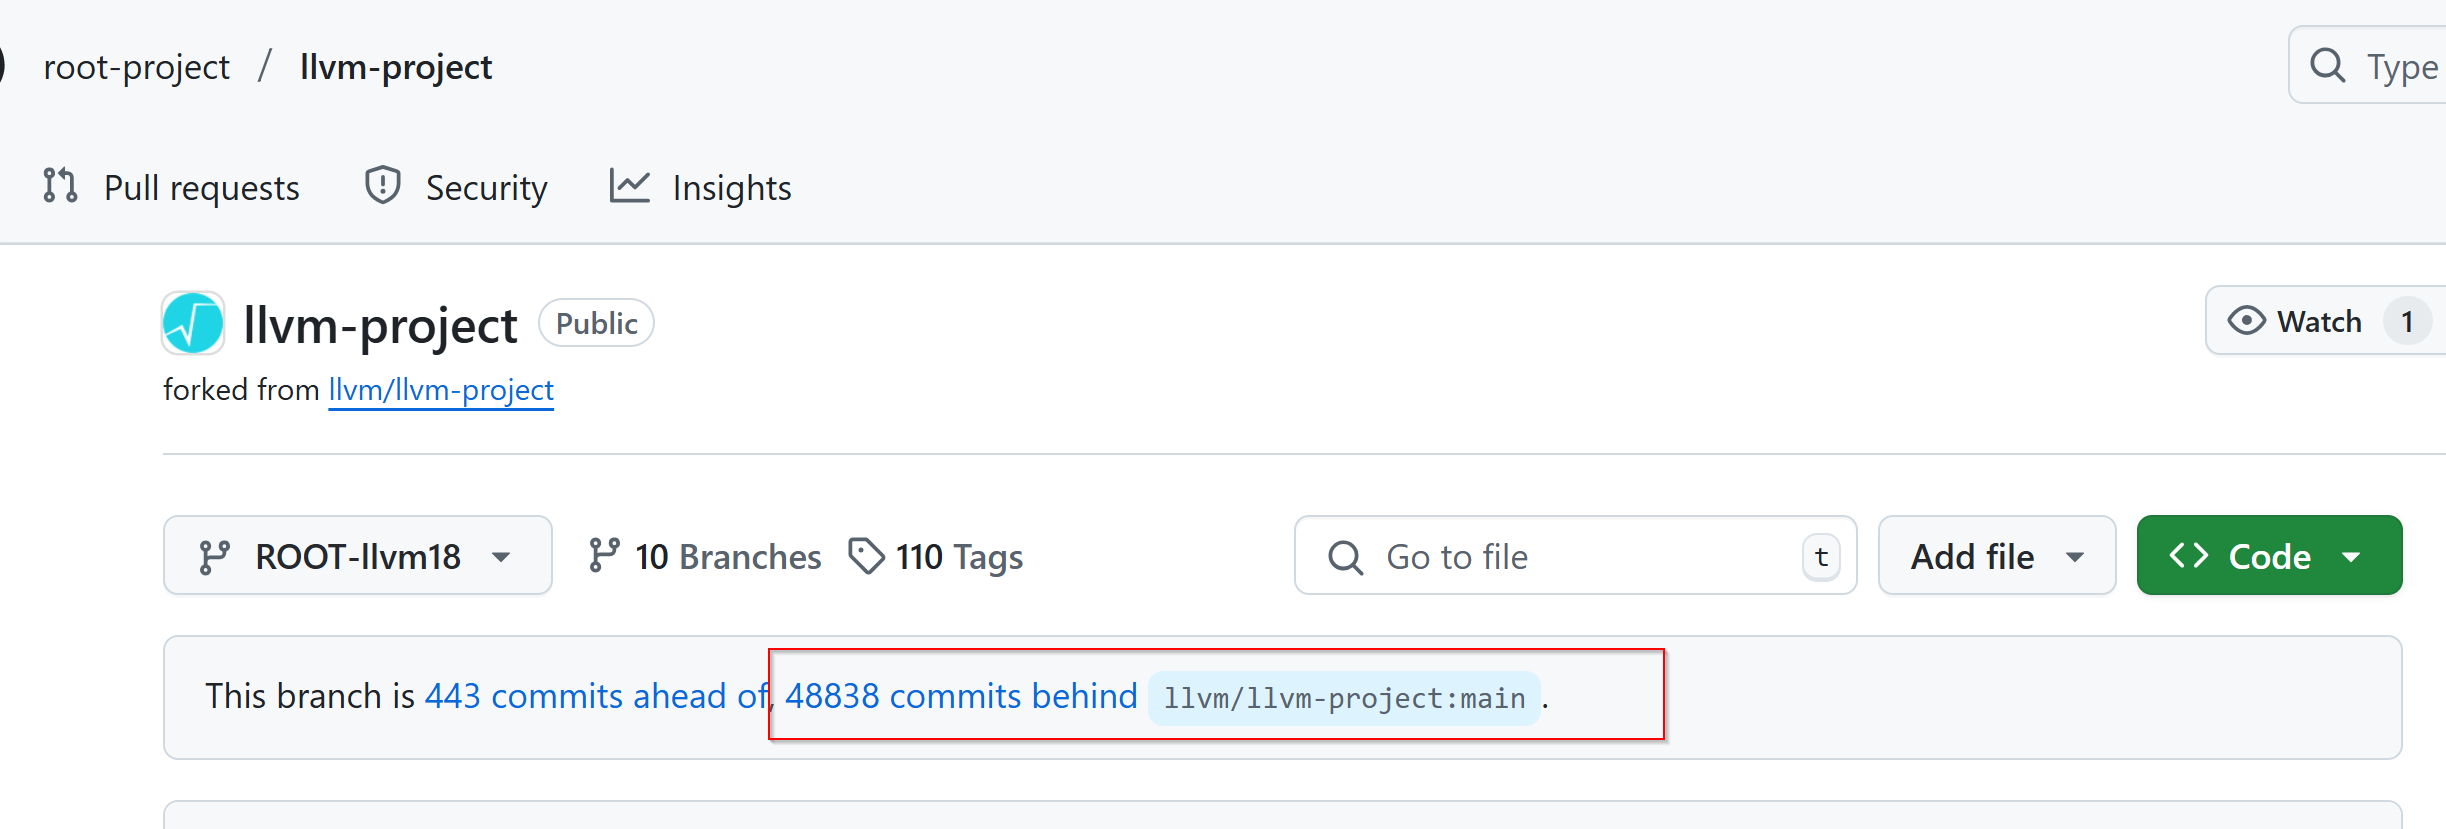 root-project / llvm-project
Type
Pull requests Security Insights
llvm-project Public
Watch 1
forked from llvm/llvm-project
ROOT-llvm18 10 Branches 110 Tags Go to file t Add file Code
This branch is 443 commits ahead of, 48838 commits behind llvm/llvm-project:main .